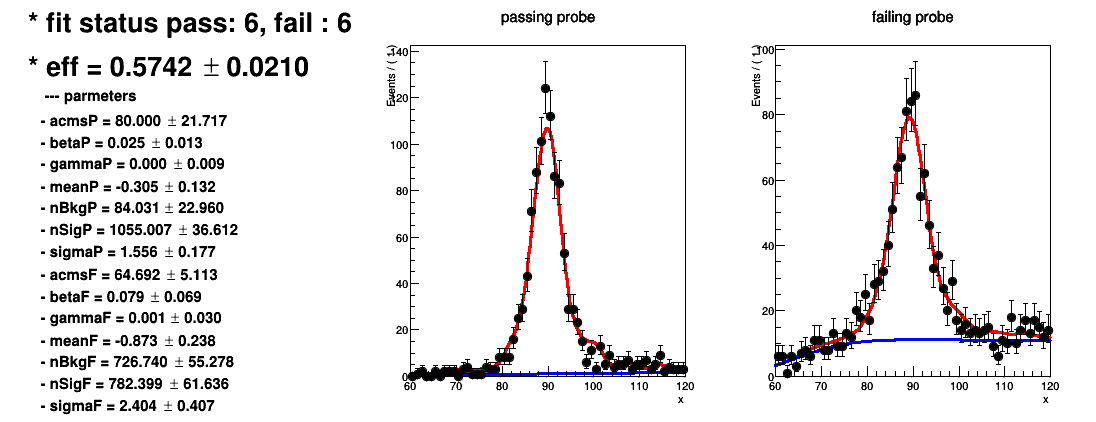 * fit status pass: 6, fail : 6
* eff = 0.5742 ± 0.0210
--- parmeters
- acmsP = 80.000 ± 21.717
- betaP = 0.025 ± 0.013
- gammaP = 0.000 ± 0.009
- meanP = -0.305 ± 0.132
- nBkgP = 84.031 ± 22.960
- nSigP = 1055.007 ± 36.612
- sigmaP = 1.556 ± 0.177
- acmsF = 64.692 ± 5.113
- betaF = 0.079 ± 0.069
- gammaF = 0.001 ± 0.030
- meanF = -0.873 ± 0.238
- nBkgF = 726.740 ± 55.278
- nSigF = 782.399 ± 61.636
- sigmaF = 2.404 ± 0.407
passing probe
Events / ( 1 )
140
120
100
80
60
40
20
0
60 70 80 90 100 110 120
x
failing probe
Events / ( 1 )
100
80
60
40
20
0
60 70 80 90 100 110 120
x